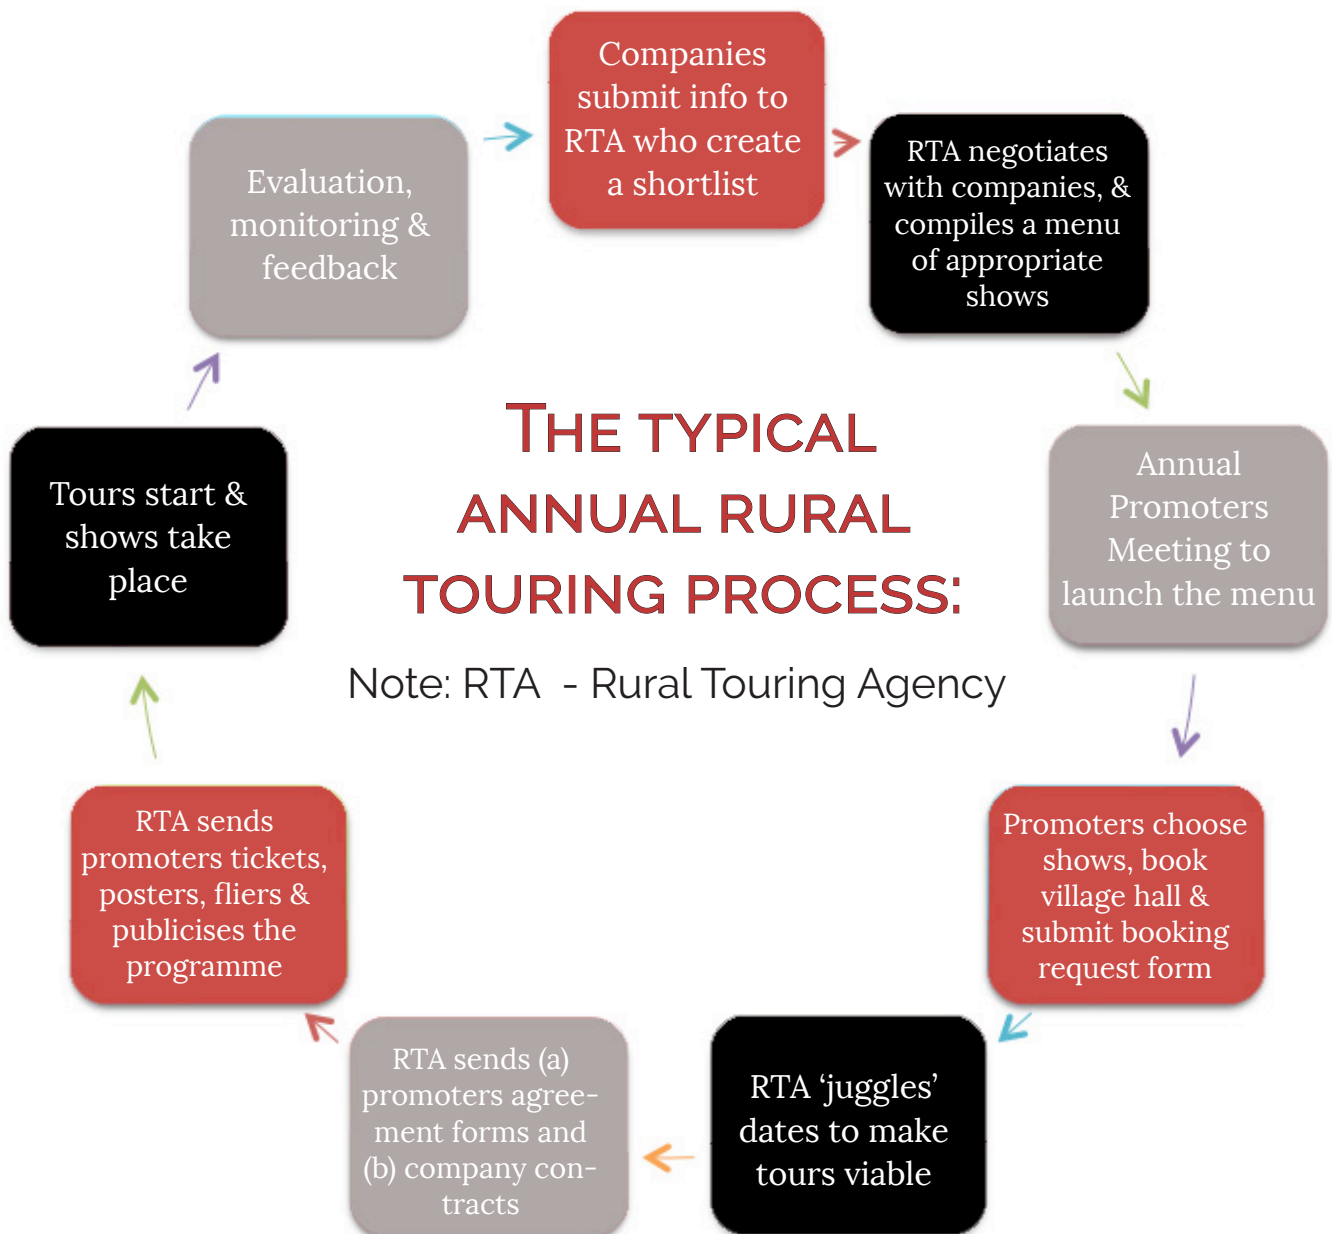 Companies
submit info to
RTA who create
a shortlist
RTA negotiates
with companies, &
compiles a menu
of appropriate
shows
Annual
Promoters
Meeting to
launch the menu
Promoters choose
shows, book
village hall &
submit booking
request form
RTA ‘juggles’
dates to make
tours viable
RTA sends (a)
promoters agree-
ment forms and
(b) company con-
tracts
RTA sends
promoters tickets,
posters, fliers &
publicises the
programme
Tours start &
shows take
place
Evaluation,
monitoring &
feedback
The typical
annual rural
touring process:
Note: RTA - Rural Touring Agency